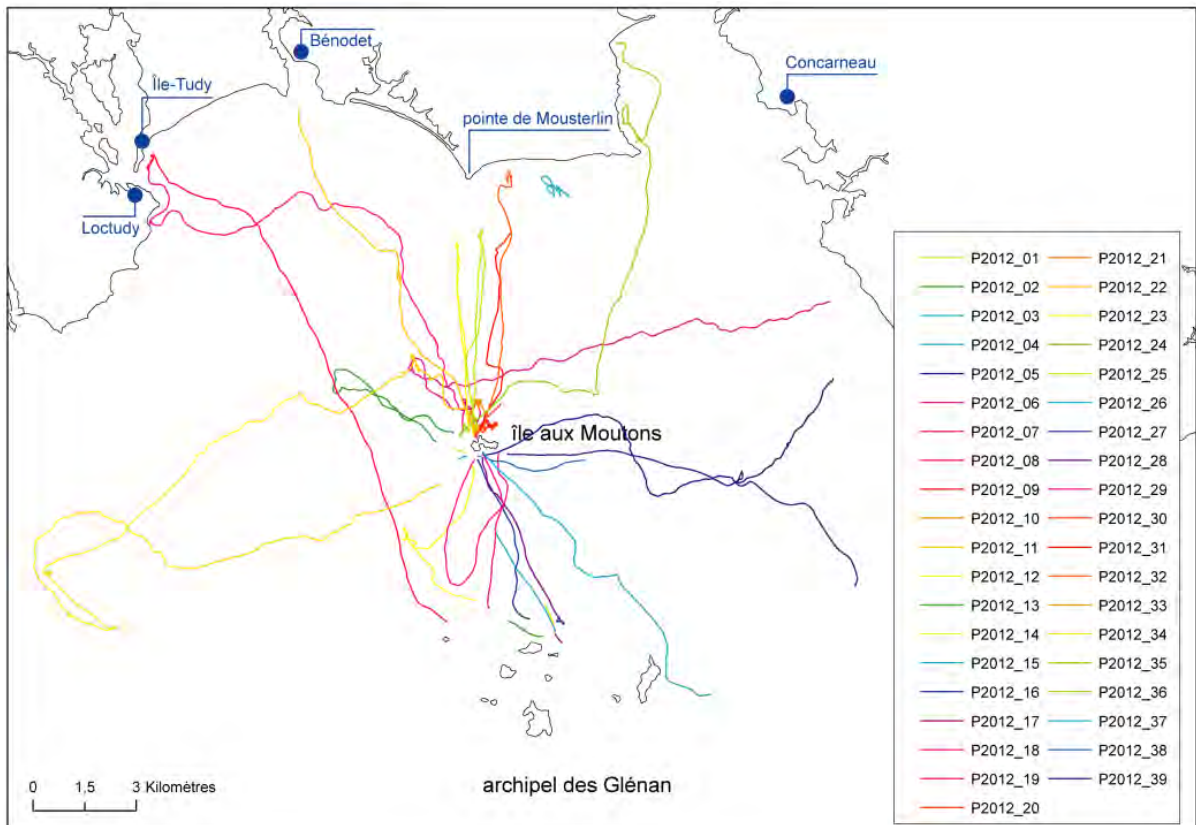 Bénodet
Concarneau
Île-Tudy
pointe de Mousterlin
Loctudy
île aux Moutons
archipel des Glénan
0 1,5 3 Kilomètres
P2012_01 P2012_21
P2012_02 P2012_22
P2012_03 P2012_23
P2012_04 P2012_24
P2012_05 P2012_25
P2012_06 P2012_26
P2012_07 P2012_27
P2012_08 P2012_28
P2012_09 P2012_29
P2012_10 P2012_30
P2012_11 P2012_31
P2012_12 P2012_32
P2012_13 P2012_33
P2012_14 P2012_34
P2012_15 P2012_35
P2012_16 P2012_36
P2012_17 P2012_37
P2012_18 P2012_38
P2012_19 P2012_39
P2012_20